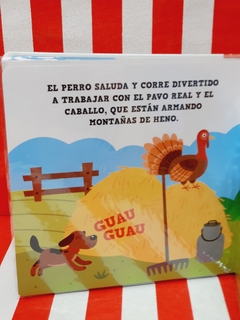 EL PERRO SALUDA Y CORRE DIVERTIDO
A TRABAJAR CON EL PAVO REAL Y EL
CABALLO, QUE ESTÁN ARMANDO
MONTAÑAS DE HENO.
GUAU
GUAU